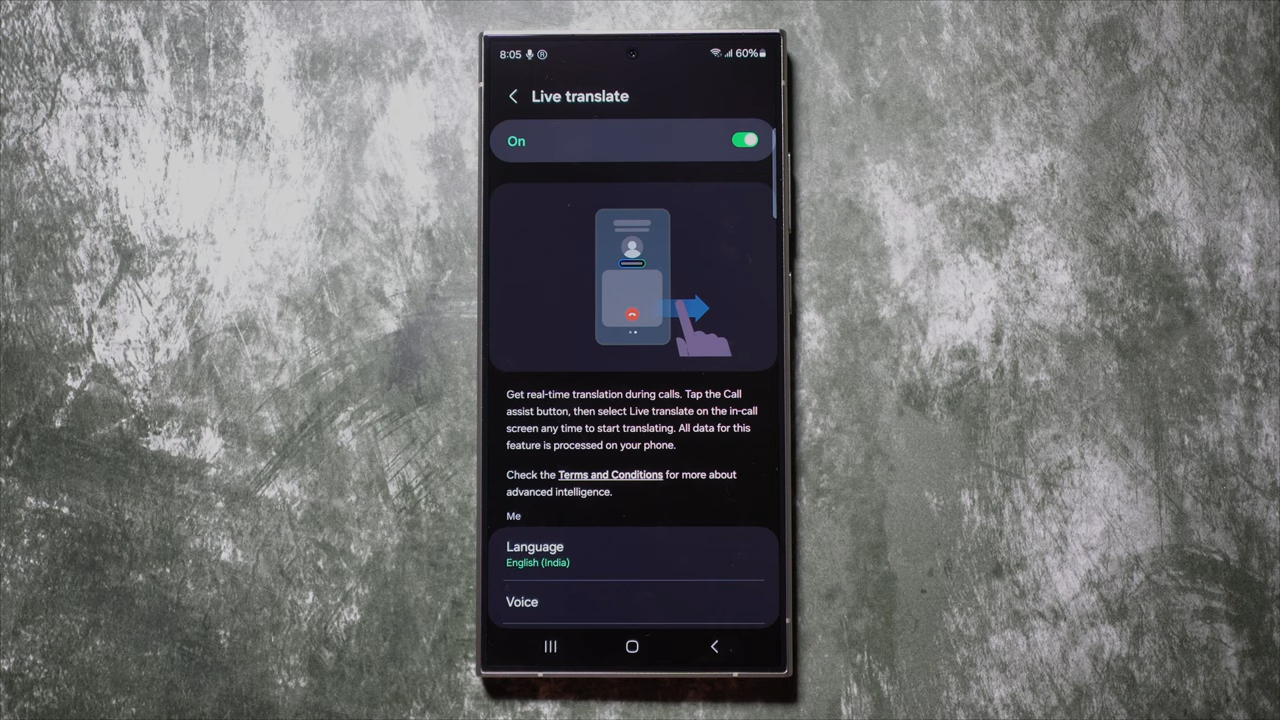 8:05 ® 60%
Live translate
On
Get real-time translation during calls. Tap the Call
assist button, then select Live translate on the in-call
screen any time to start translating. All data for this
feature is processed on your phone.
Check the Terms and Conditions for more about
advanced intelligence.
Me
Language
English (India)
Voice